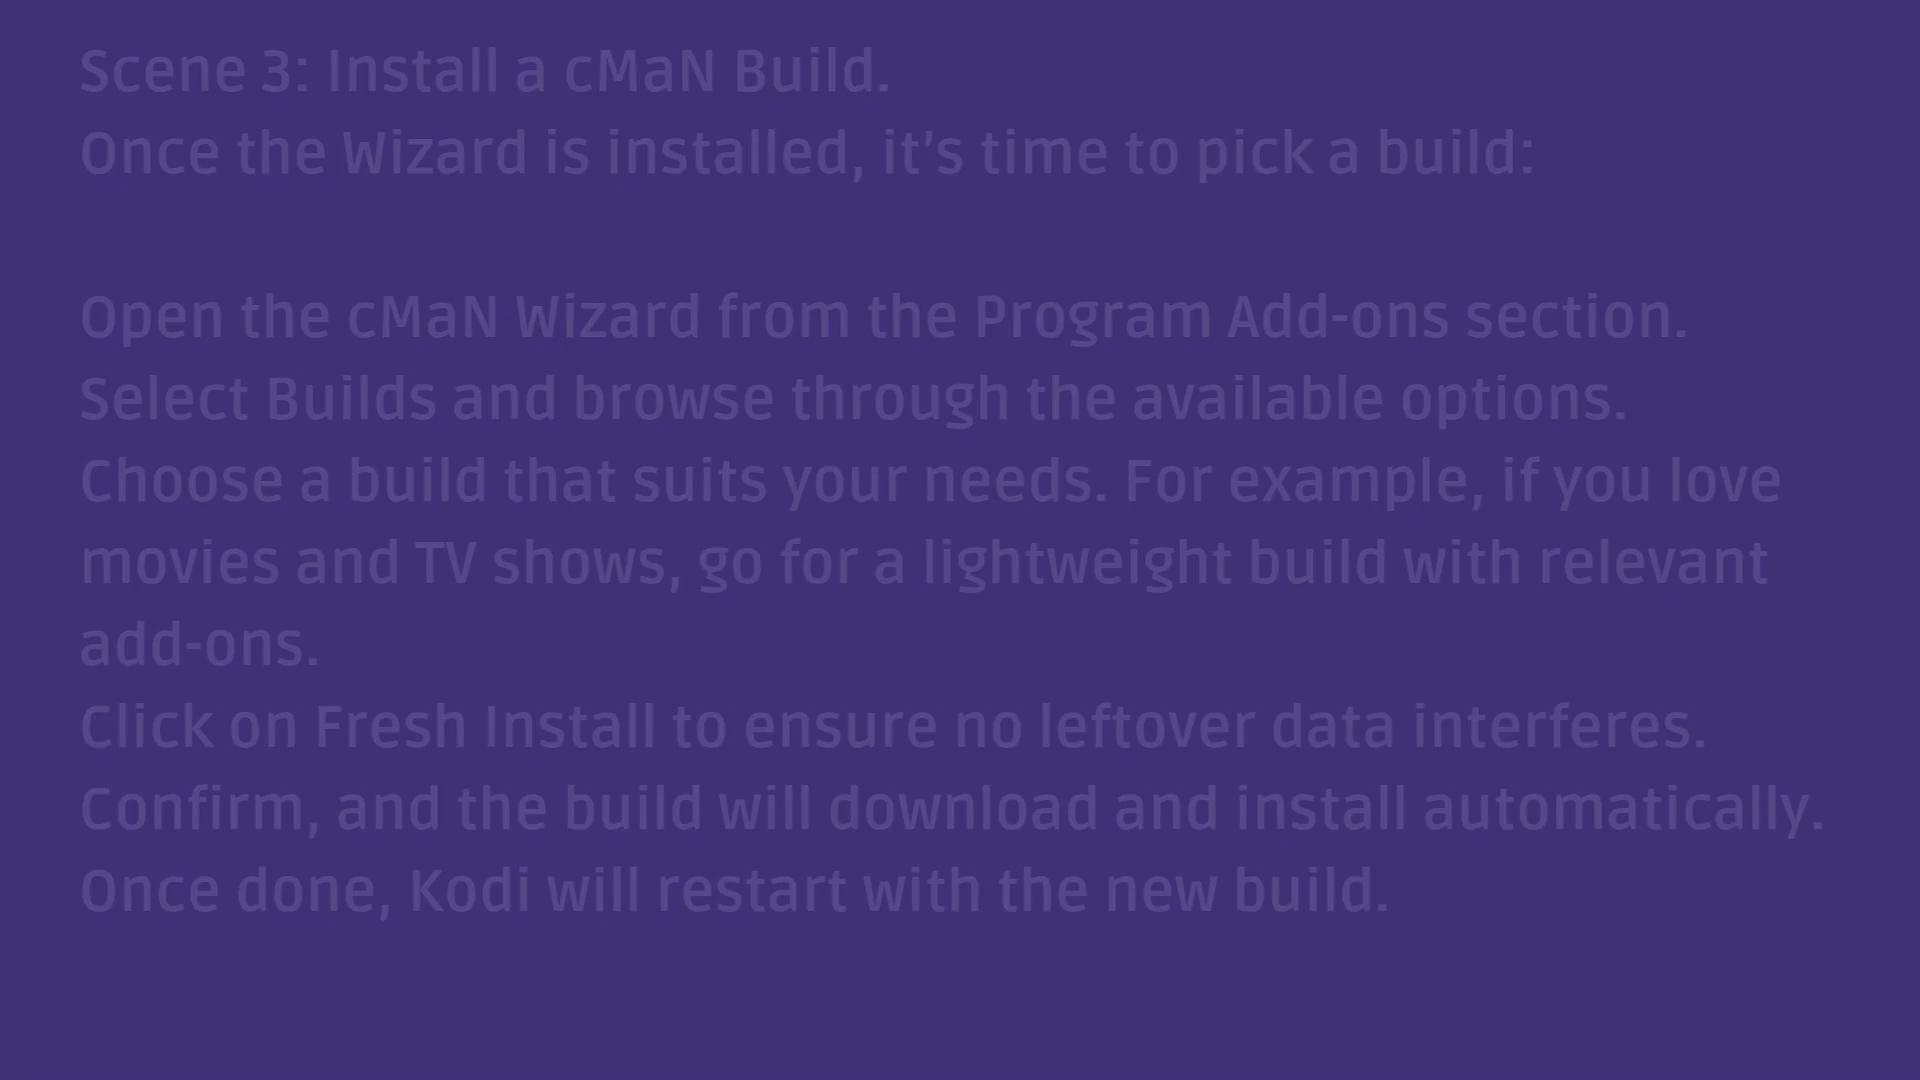 Scene 3: Install a cMaN Build.
Once the Wizard is installed, it’s time to pick a build:
Open the cMaN Wizard from the Program Add-ons section.
Select Builds and browse through the available options.
Choose a build that suits your needs. For example, if you love
movies and TV shows, go for a lightweight build with relevant
add-ons.
Click on Fresh Install to ensure no leftover data interferes.
Confirm, and the build will download and install automatically.
Once done, Kodi will restart with the new build.